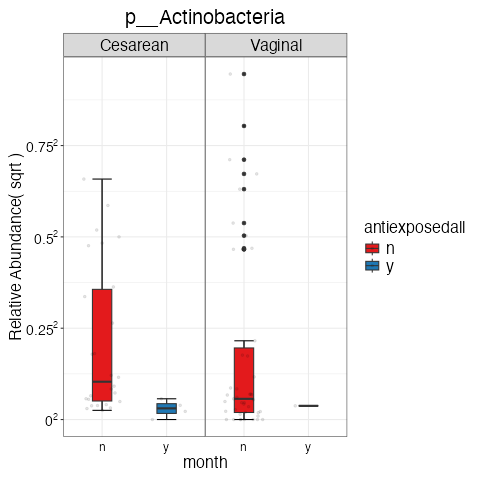 p__Actinobacteria
Cesarean Vaginal
Relative Abundance( sqrt )
0.75²
0.5²
0.25²
0²
n y n y
month
antiexposedall
n
y